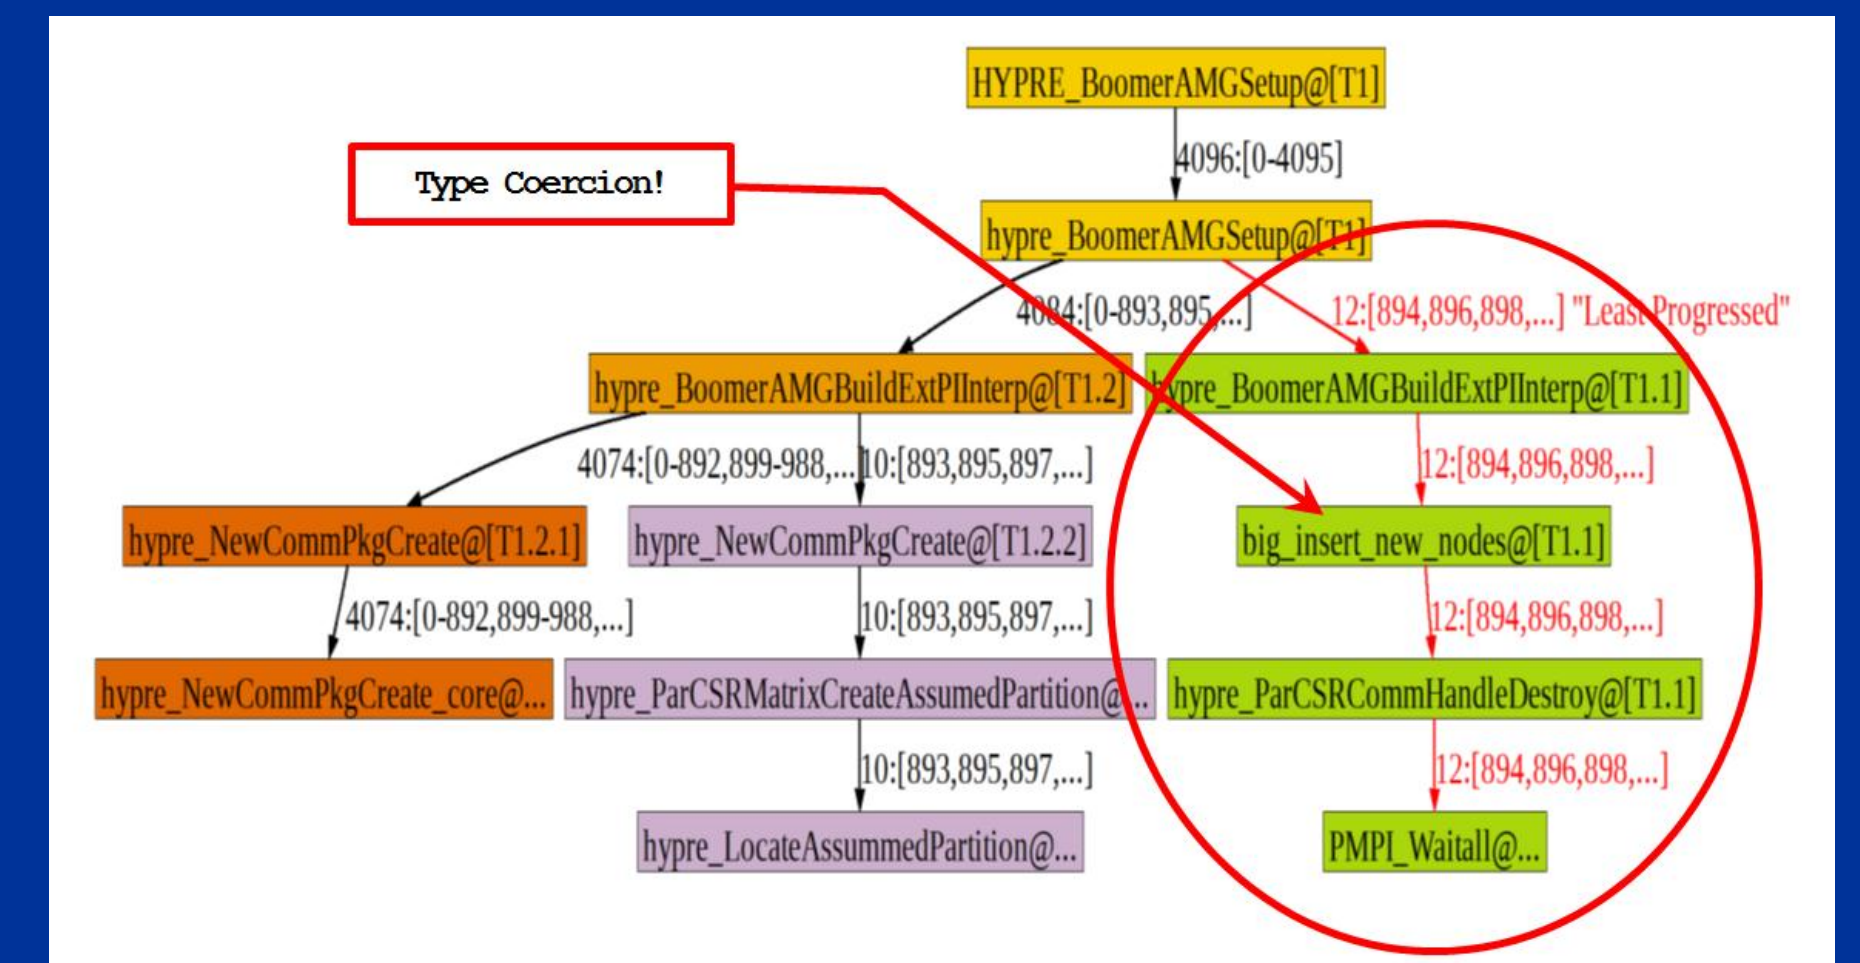 HYPRE_BoomerAMGSetup@[T1]
4096:[0-4095]
Type Coercion!
hypre_BoomerAMGSetup@[T1]
4084:[0-893,895,...]
12:[894,896,898,...] "Least Progressed"
hypre_BoomerAMGBuildExtPIInterp@[T1.2]
hypre_BoomerAMGBuildExtPIInterp@[T1.1]
4074:[0-892,899-988,...]
10:[893,895,897,...]
12:[894,896,898,...]
hypre_NewCommPkgCreate@[T1.2.1]
hypre_NewCommPkgCreate@[T1.2.2]
big_insert_new_nodes@[T1.1]
4074:[0-892,899-988,...]
10:[893,895,897,...]
12:[894,896,898,...]
hypre_NewCommPkgCreate_core@...
hypre_ParCSRMatrixCreateAssumedPartition@...
hypre_ParCSRCommHandleDestroy@[T1.1]
10:[893,895,897,...]
12:[894,896,898,...]
hypre_LocateAssummedPartition@...
PMPI_Waitall@...